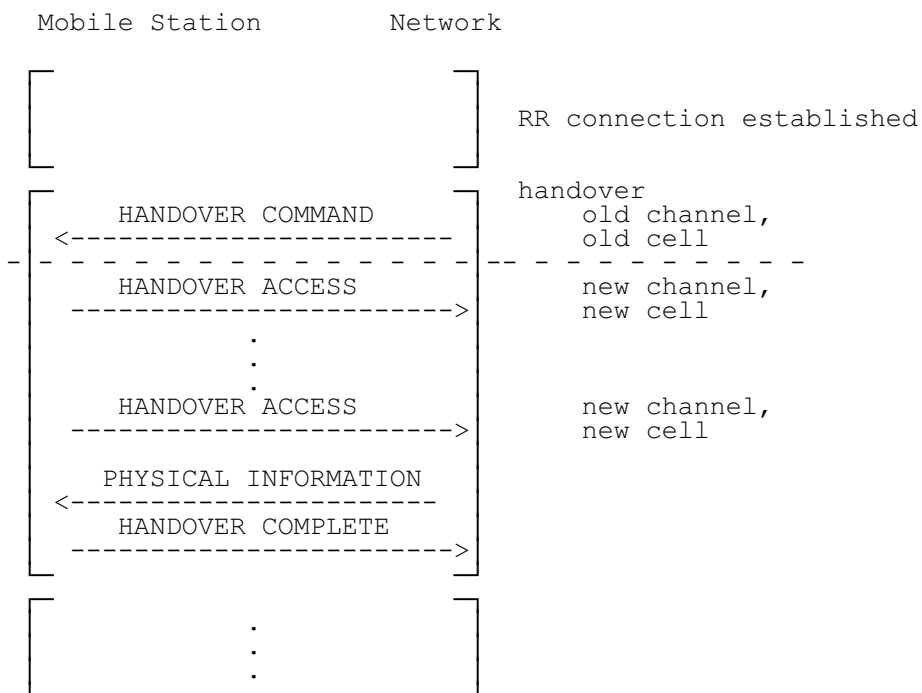 Mobile Station Network
RR connection established
handover
HANDOVER COMMAND old channel,
<------------------------ old cell
- - - - - - - - - - - - - - - -- - - - - - - - - -
HANDOVER ACCESS new channel,
------------------------> new cell
.
.
.
HANDOVER ACCESS new channel,
------------------------> new cell
PHYSICAL INFORMATION
<-----------------------
HANDOVER COMPLETE
------------------------>
.
.
.